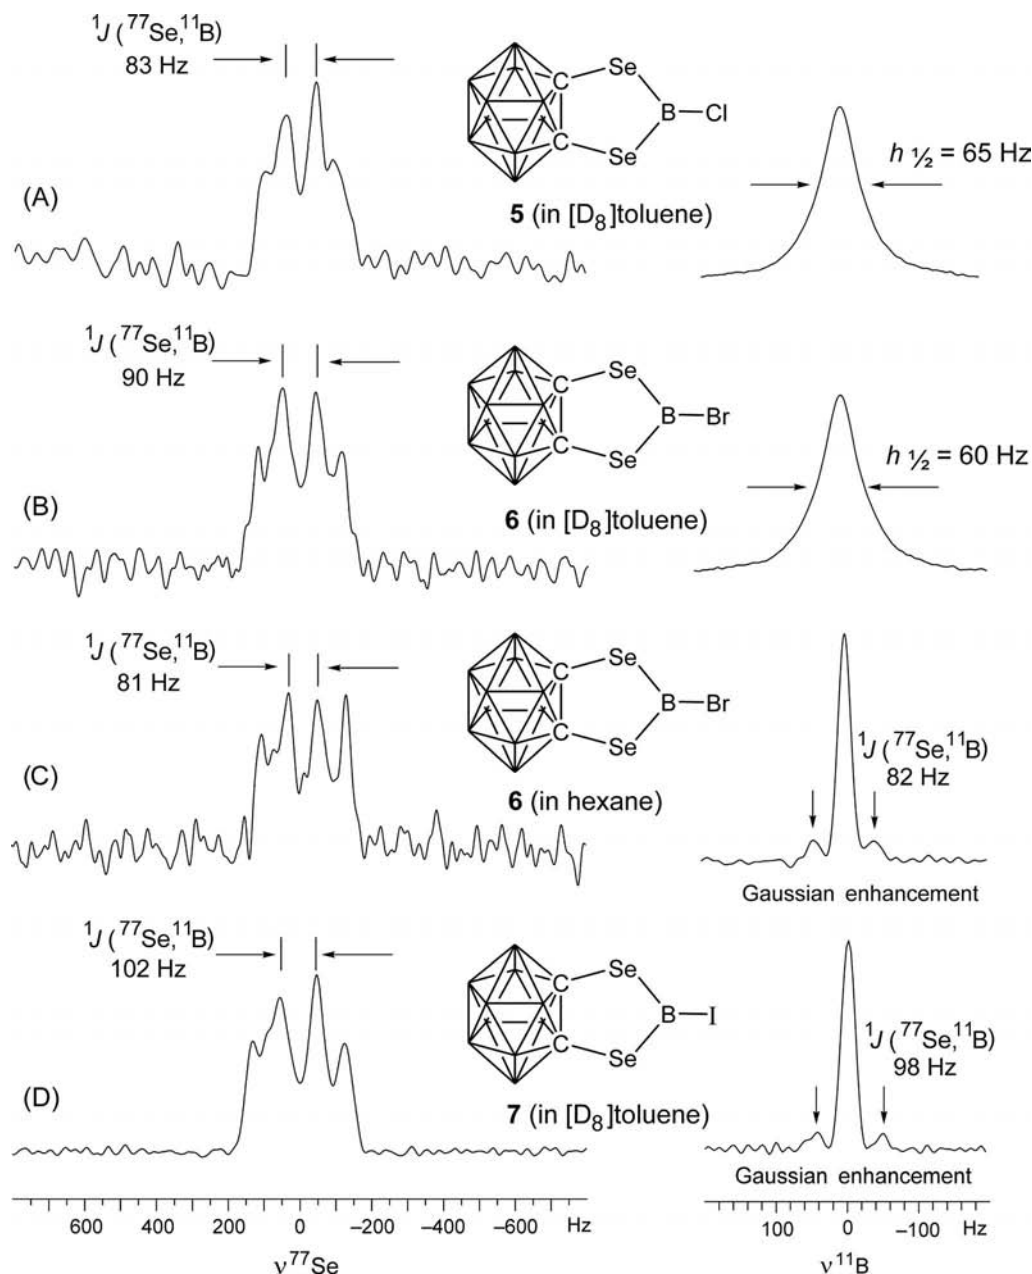 ¹J (⁷⁷Se,¹¹B)
83 Hz
Se
C
B
Cl
C
Se
h ½ = 65 Hz
(A)
5 (in [D₈]toluene)
¹J (⁷⁷Se,¹¹B)
90 Hz
Se
C
B
Br
C
Se
h ½ = 60 Hz
(B)
6 (in [D₈]toluene)
¹J (⁷⁷Se,¹¹B)
81 Hz
Se
C
B
Br
C
Se
¹J (⁷⁷Se,¹¹B)
82 Hz
(C)
6 (in hexane)
Gaussian enhancement
¹J (⁷⁷Se,¹¹B)
102 Hz
Se
C
B
I
C
Se
¹J (⁷⁷Se,¹¹B)
98 Hz
(D)
7 (in [D₈]toluene)
Gaussian enhancement
600 400 200 0 –200 –400 –600 Hz
100 0 –100 Hz
ν⁷⁷Se
ν¹¹B